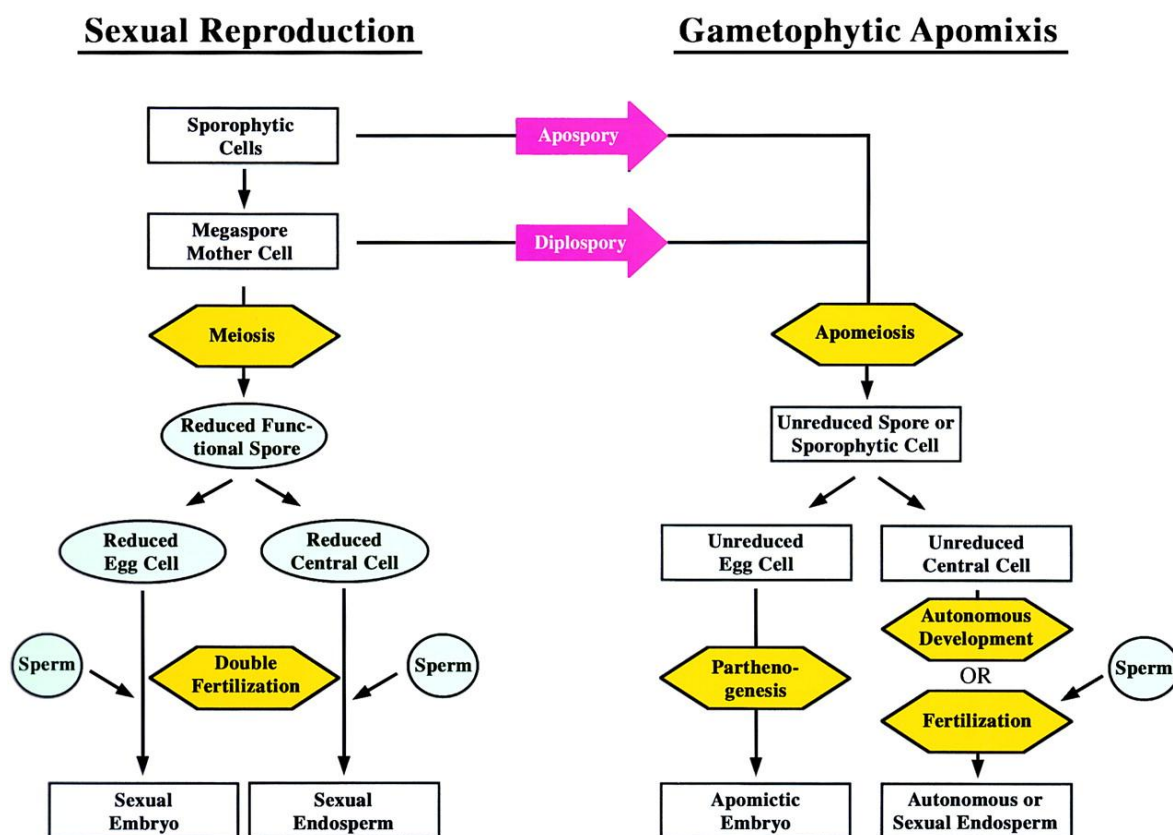 Sexual Reproduction
Gametophytic Apomixis
Sporophytic
Cells
Apospory
Megaspore
Mother Cell
Diplospory
Meiosis
Apomeiosis
Reduced Func-
tional Spore
Unreduced Spore or
Sporophytic Cell
Reduced
Egg Cell
Reduced
Central Cell
Unreduced
Egg Cell
Unreduced
Central Cell
Sperm
Double
Fertilization
Sperm
Partheno-
genesis
Autonomous
Development
OR
Fertilization
Sperm
Sexual
Embryo
Sexual
Endosperm
Apomictic
Embryo
Autonomous or
Sexual Endosperm